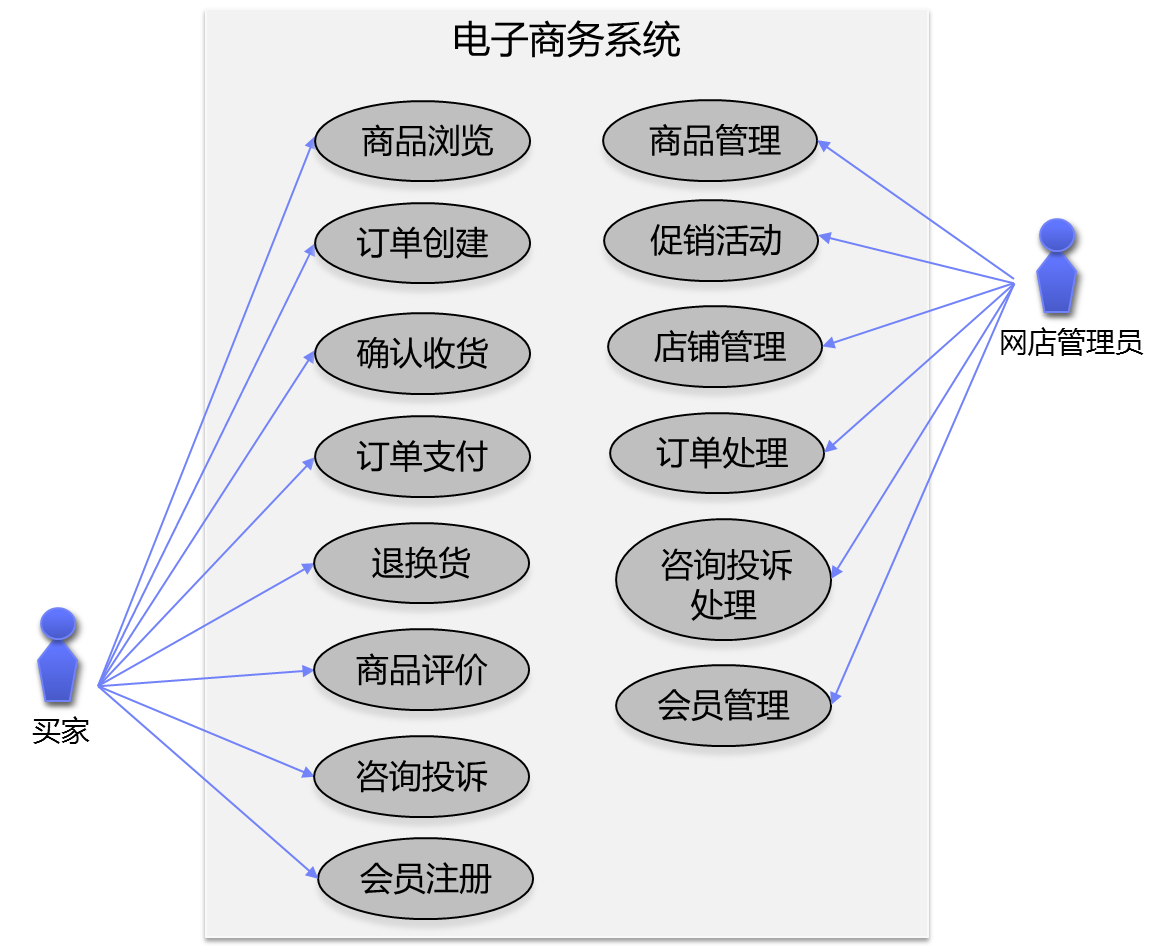 电子商务系统
商品浏览
订单创建
确认收货
订单支付
退换货
商品评价
咨询投诉
会员注册
商品管理
促销活动
店铺管理
订单处理
咨询投诉
处理
会员管理
买家
网店管理员